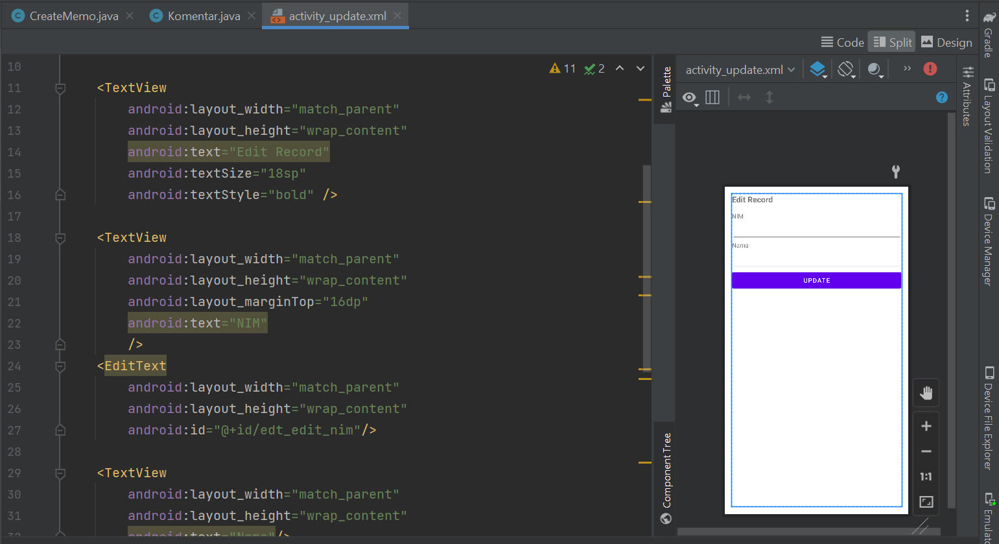 CreateMemo.java
Komentar.java
activity_update.xml
Code
Split
Design
11
2
10
11 <TextView
12 android:layout_width="match_parent"
13 android:layout_height="wrap_content"
14 android:text="Edit Record"
15 android:textSize="18sp"
16 android:textStyle="bold" />
17
18 <TextView
19 android:layout_width="match_parent"
20 android:layout_height="wrap_content"
21 android:layout_marginTop="16dp"
22 android:text="NIM"
23 />
24 <EditText
25 android:layout_width="match_parent"
26 android:layout_height="wrap_content"
27 android:id="@+id/edt_edit_nim"/>
28
29 <TextView
30 android:layout_width="match_parent"
31 android:layout_height="wrap_content"
32 android:text="Nama"/>
Palette
Component Tree
activity_update.xml
Edit Record
NIM
Nama
UPDATE
1:1
Attributes
Gradle
Layout Validation
Device Manager
Device File Explorer